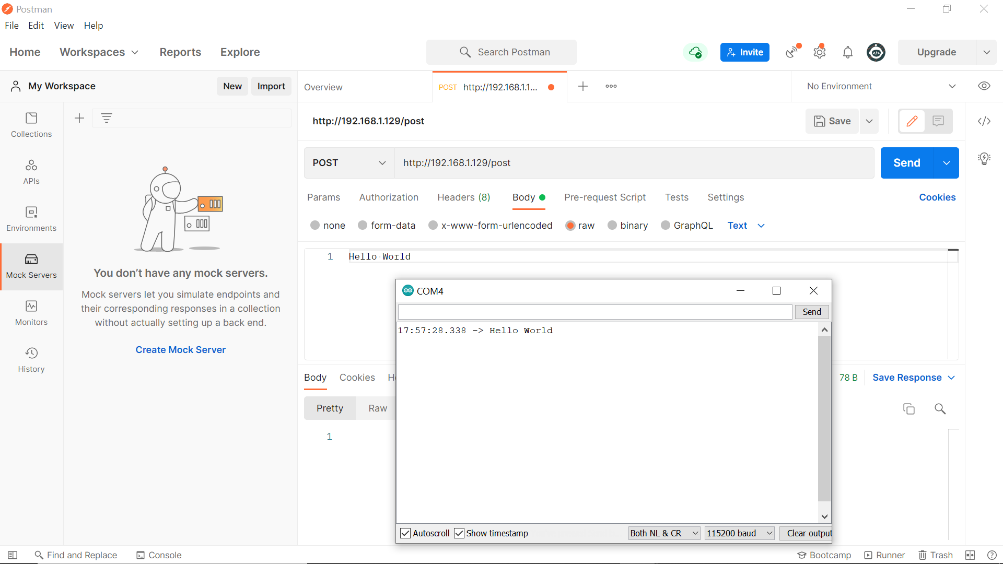 Postman
File Edit View Help
Home Workspaces Reports Explore Search Postman Invite Upgrade
My Workspace New Import
Overview POST http://192.168.1.1... No Environment
http://192.168.1.129/post Save
POST http://192.168.1.129/post Send
Params Authorization Headers (8) Body Pre-request Script Tests Settings Cookies
none form-data x-www-form-urlencoded raw binary GraphQL Text
1 Hello World
Collections
APIs
Environments
Mock Servers
Monitors
History
You don't have any mock servers.
Mock servers let you simulate endpoints and
their corresponding responses in a collection
without actually setting up a back end.
Create Mock Server
COM4
Send
17:57:28.338 -> Hello World
Body Cookies 78 B Save Response
Pretty Raw
1
Autoscroll Show timestamp Both NL & CR 115200 baud Clear output
Find and Replace Console Bootcamp Runner Trash